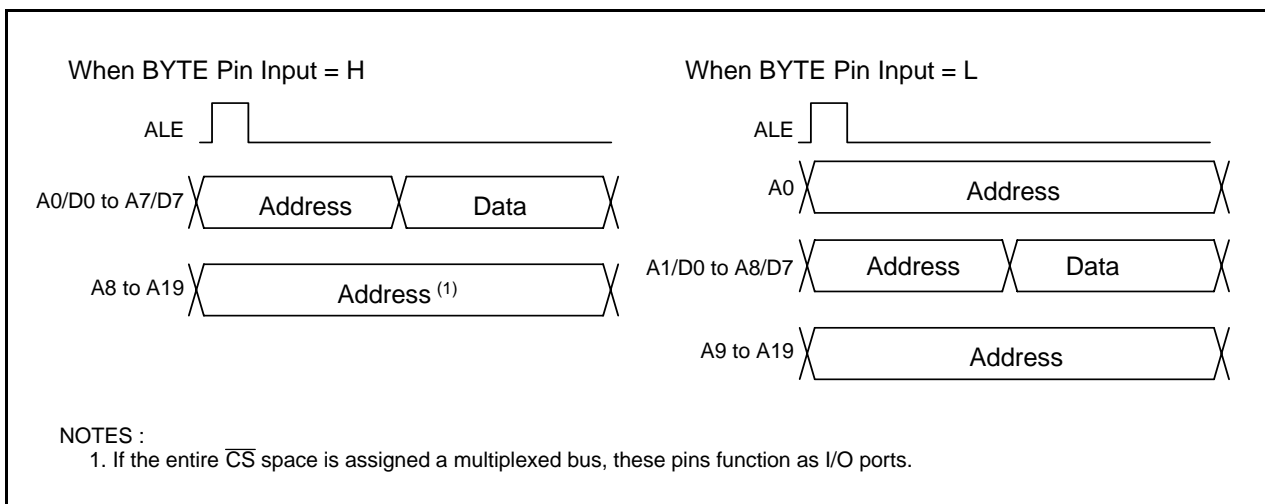 When BYTE Pin Input = H
ALE
A0/D0 to A7/D7
Address
Data
A8 to A19
Address (1)
When BYTE Pin Input = L
ALE
A0
Address
A1/D0 to A8/D7
Address
Data
A9 to A19
Address
NOTES :
1. If the entire C̅S̅ space is assigned a multiplexed bus, these pins function as I/O ports.